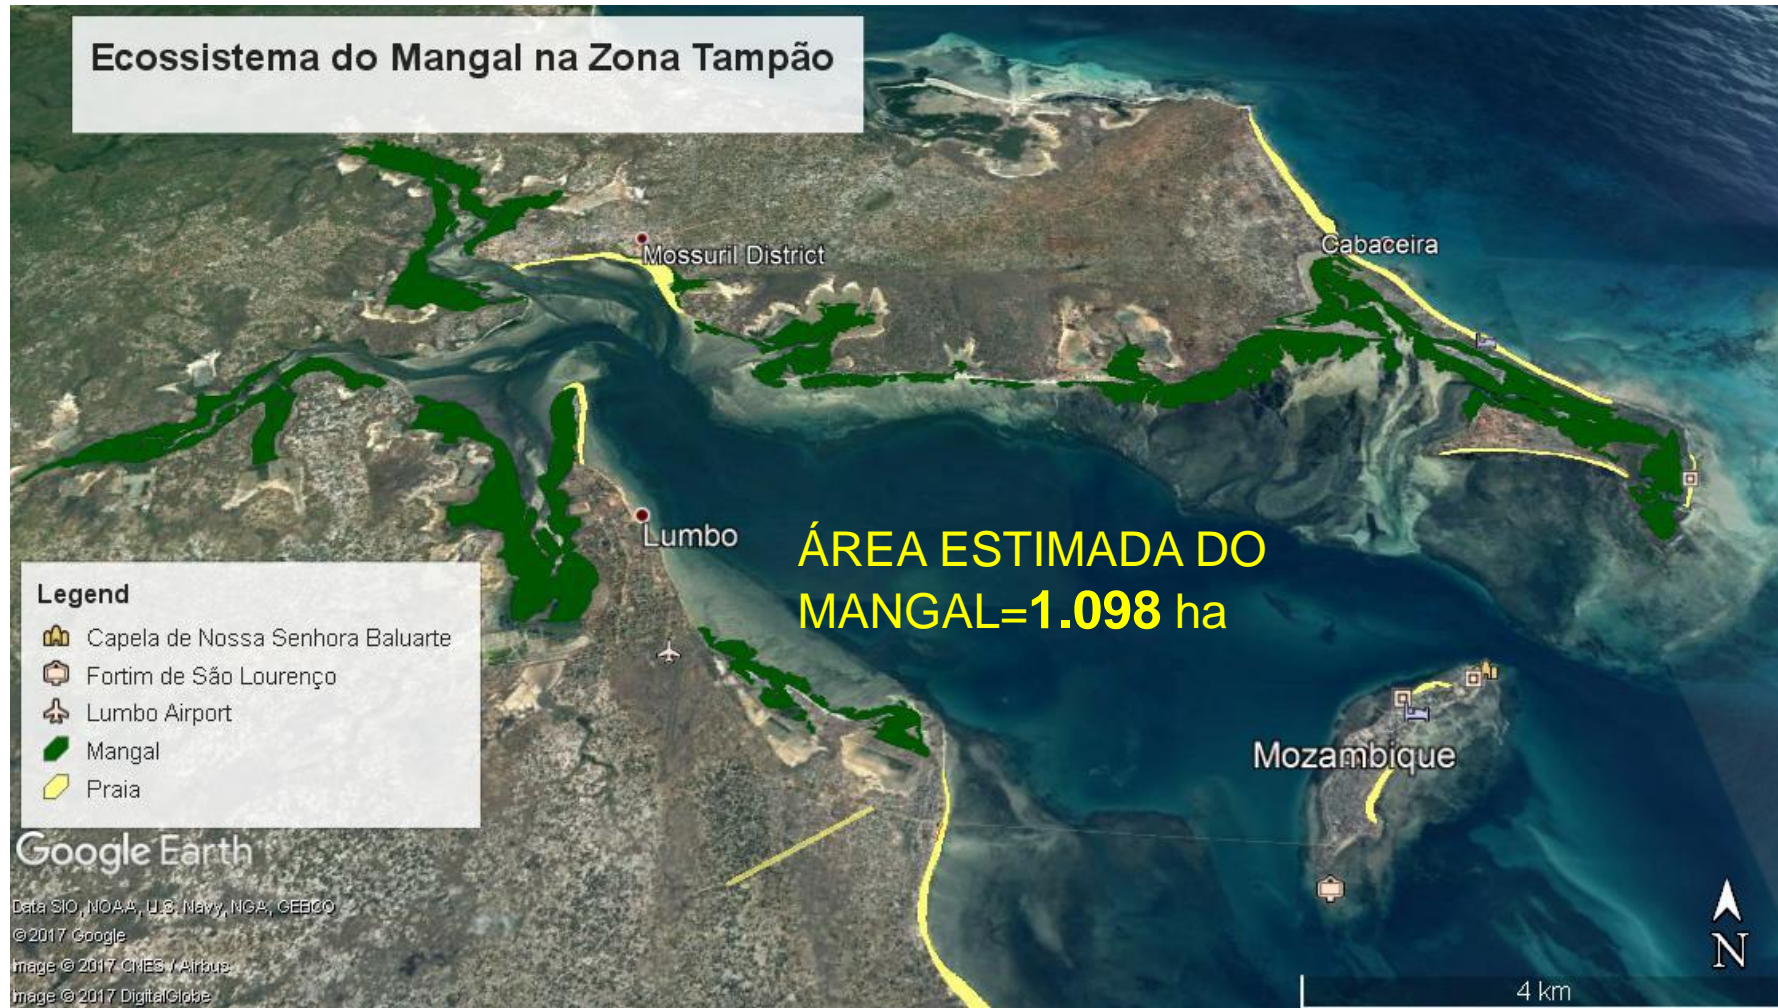 Ecossistema do Mangal na Zona Tampão
Cabaceira
Mossuril District
Lumbo
ÁREA ESTIMADA DO
MANGAL=1.098 ha
Mozambique
Legend
Capela de Nossa Senhora Baluarte
Fortim de São Lourenço
Lumbo Airport
Mangal
Praia
Google Earth
Data SIO, NOAA, U.S. Navy, NGA, GEBCO
© 2017 Google
Image © 2017 CNES / Airbus
Image © 2017 DigitalGlobe
N
4 km